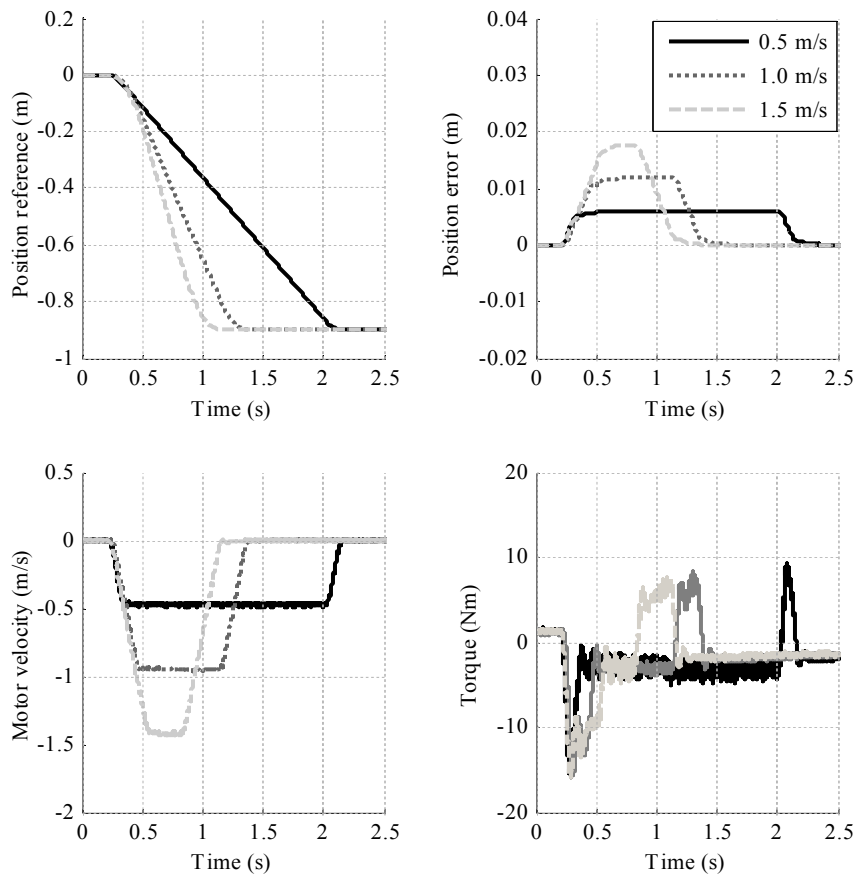 0.2
0
-0.2
-0.4
-0.6
-0.8
-1
Position reference (m)
0 0.5 1 1.5 2 2.5
Time (s)
0.04
0.03
0.02
0.01
0
-0.01
-0.02
Position error (m)
0 0.5 1 1.5 2 2.5
Time (s)
0.5 m/s
1.0 m/s
1.5 m/s
0.5
0
-0.5
-1
-1.5
-2
Motor velocity (m/s)
0 0.5 1 1.5 2 2.5
Time (s)
20
10
0
-10
-20
Torque (Nm)
0 0.5 1 1.5 2 2.5
Time (s)